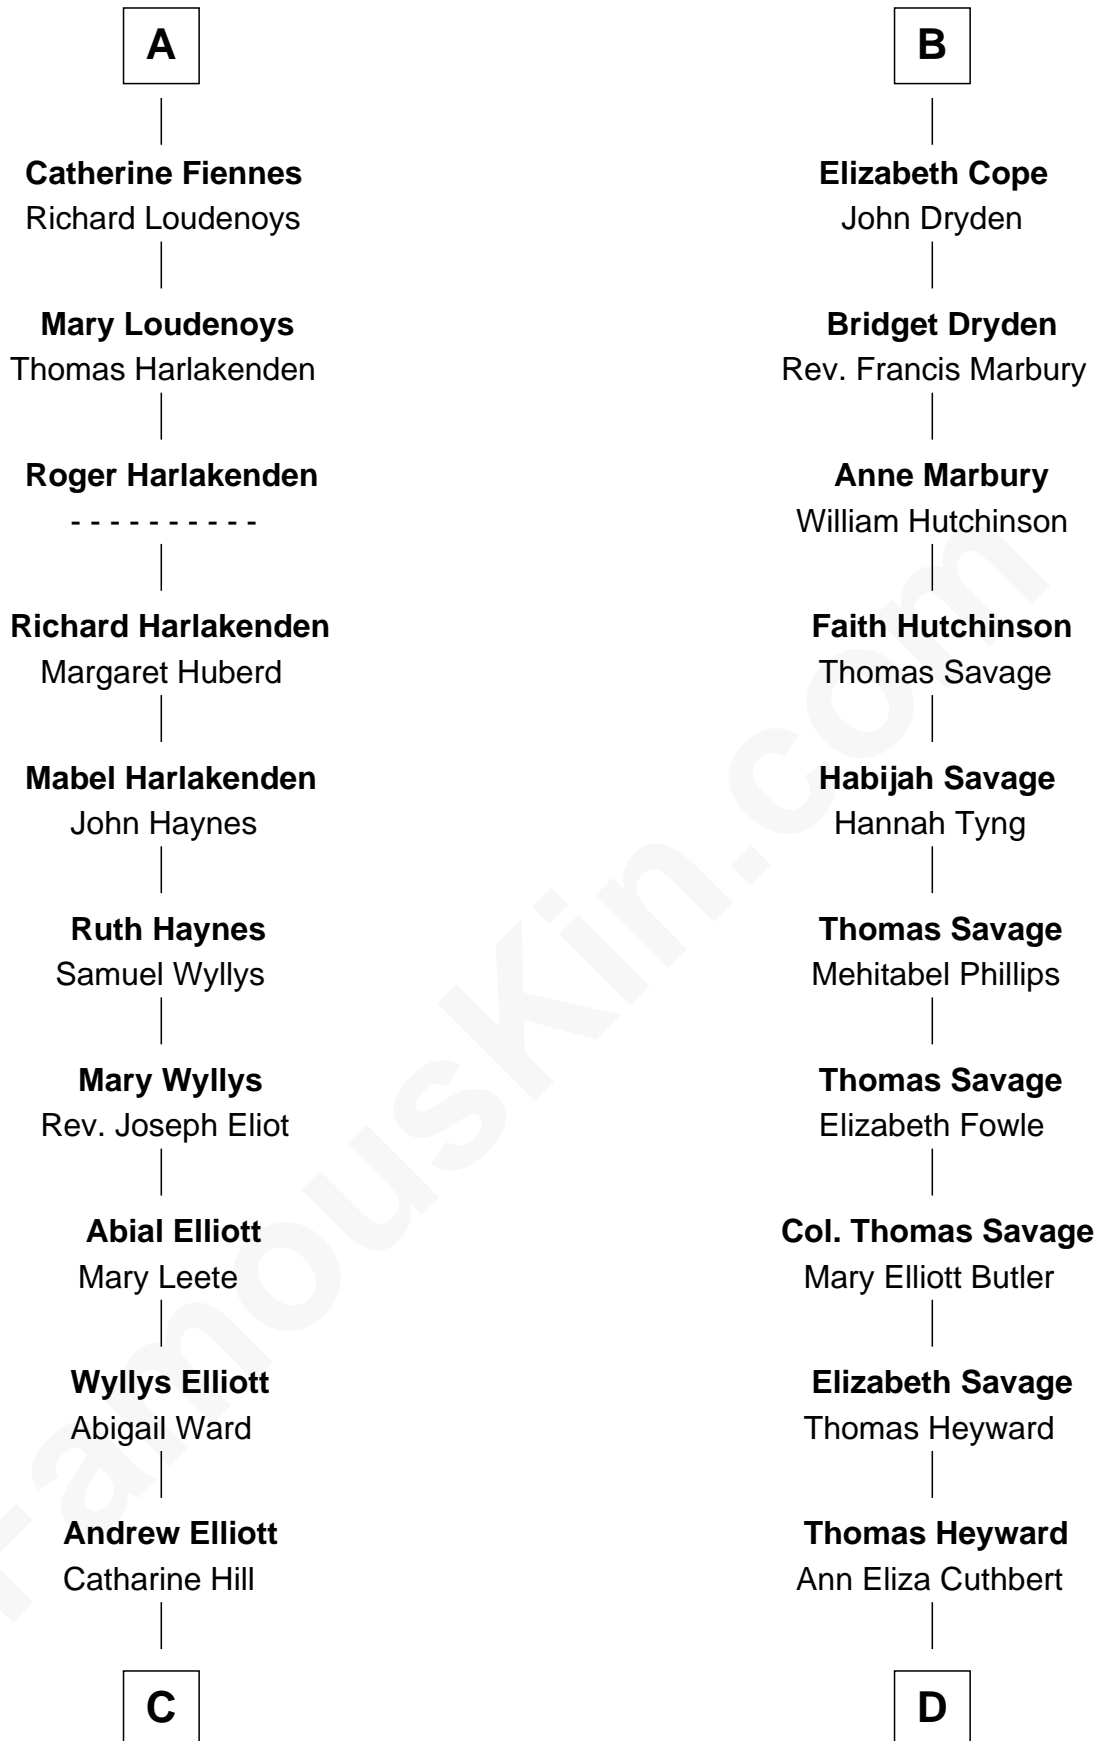 A
Catherine Fiennes
Richard Loudenoys
Mary Loudenoys
Thomas Harlakenden
Roger Harlakenden
- - - - - - - - - -
Richard Harlakenden
Margaret Huberd
Mabel Harlakenden
John Haynes
Ruth Haynes
Samuel Wyllys
Mary Wyllys
Rev. Joseph Eliot
Abial Elliott
Mary Leete
Wyllys Elliott
Abigail Ward
Andrew Elliott
Catharine Hill
C
B
Elizabeth Cope
John Dryden
Bridget Dryden
Rev. Francis Marbury
Anne Marbury
William Hutchinson
Faith Hutchinson
Thomas Savage
Habijah Savage
Hannah Tyng
Thomas Savage
Mehitabel Phillips
Thomas Savage
Elizabeth Fowle
Col. Thomas Savage
Mary Elliott Butler
Elizabeth Savage
Thomas Heyward
Thomas Heyward
Ann Eliza Cuthbert
D
FamousKin.com